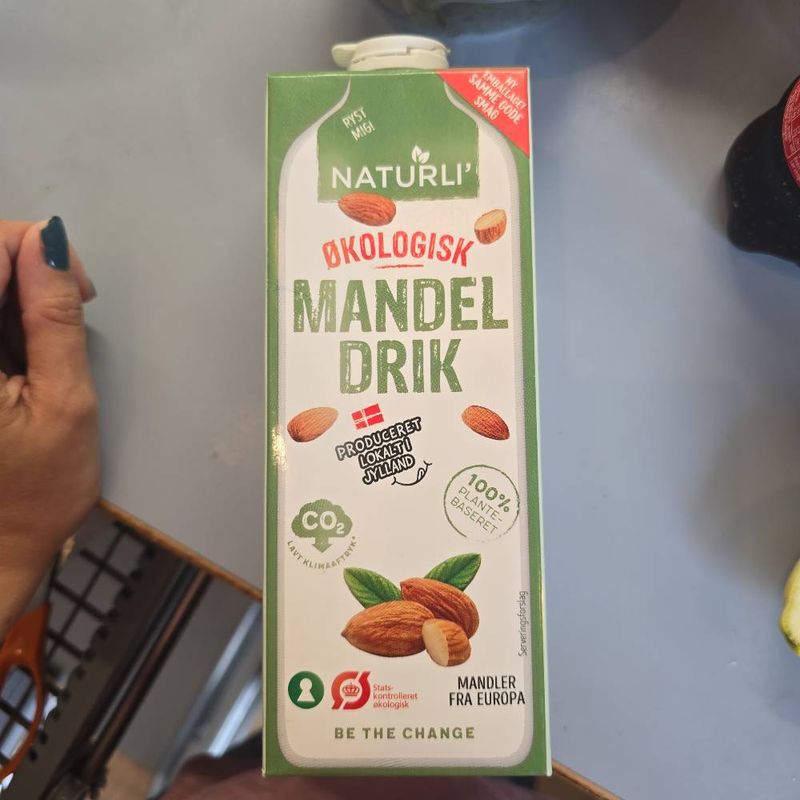 NY
EMBALLAGE!
SAMME GODE
SMAG
RYST
MIG!
NATURLI'
ØKOLOGISK
MANDEL
DRIK
PRODUCERET
LOKALT I
JYLLAND
100%
PLANTE-
BASERET
CO2
LAVT KLIMAAFTRYK*
Serveringsforslag
Ø
Stats-
kontrolleret
økologisk
MANDLER
FRA EUROPA
BE THE CHANGE